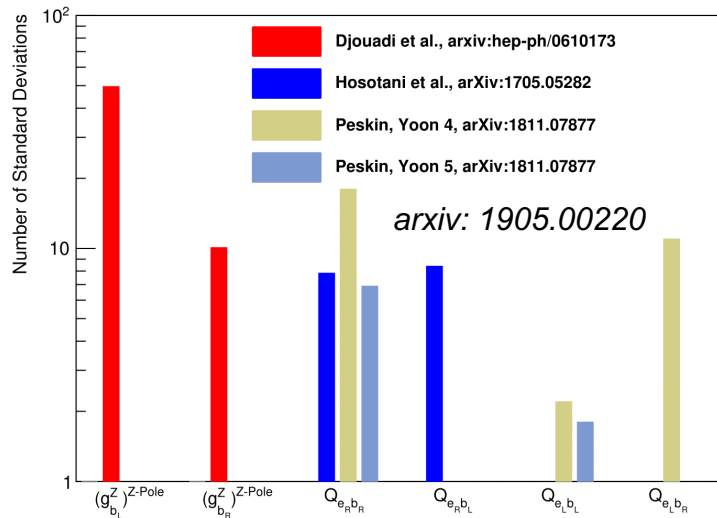 10²
Djouadi et al., arxiv:hep-ph/0610173
Hosotani et al., arXiv:1705.05282
Peskin, Yoon 4, arXiv:1811.07877
Peskin, Yoon 5, arXiv:1811.07877
arxiv: 1905.00220
Number of Standard Deviations
10
1
(g^Z_{b_L})^{Z-Pole}
(g^Z_{b_R})^{Z-Pole}
Q_{e_R b_R}
Q_{e_R b_L}
Q_{e_L b_L}
Q_{e_L b_R}